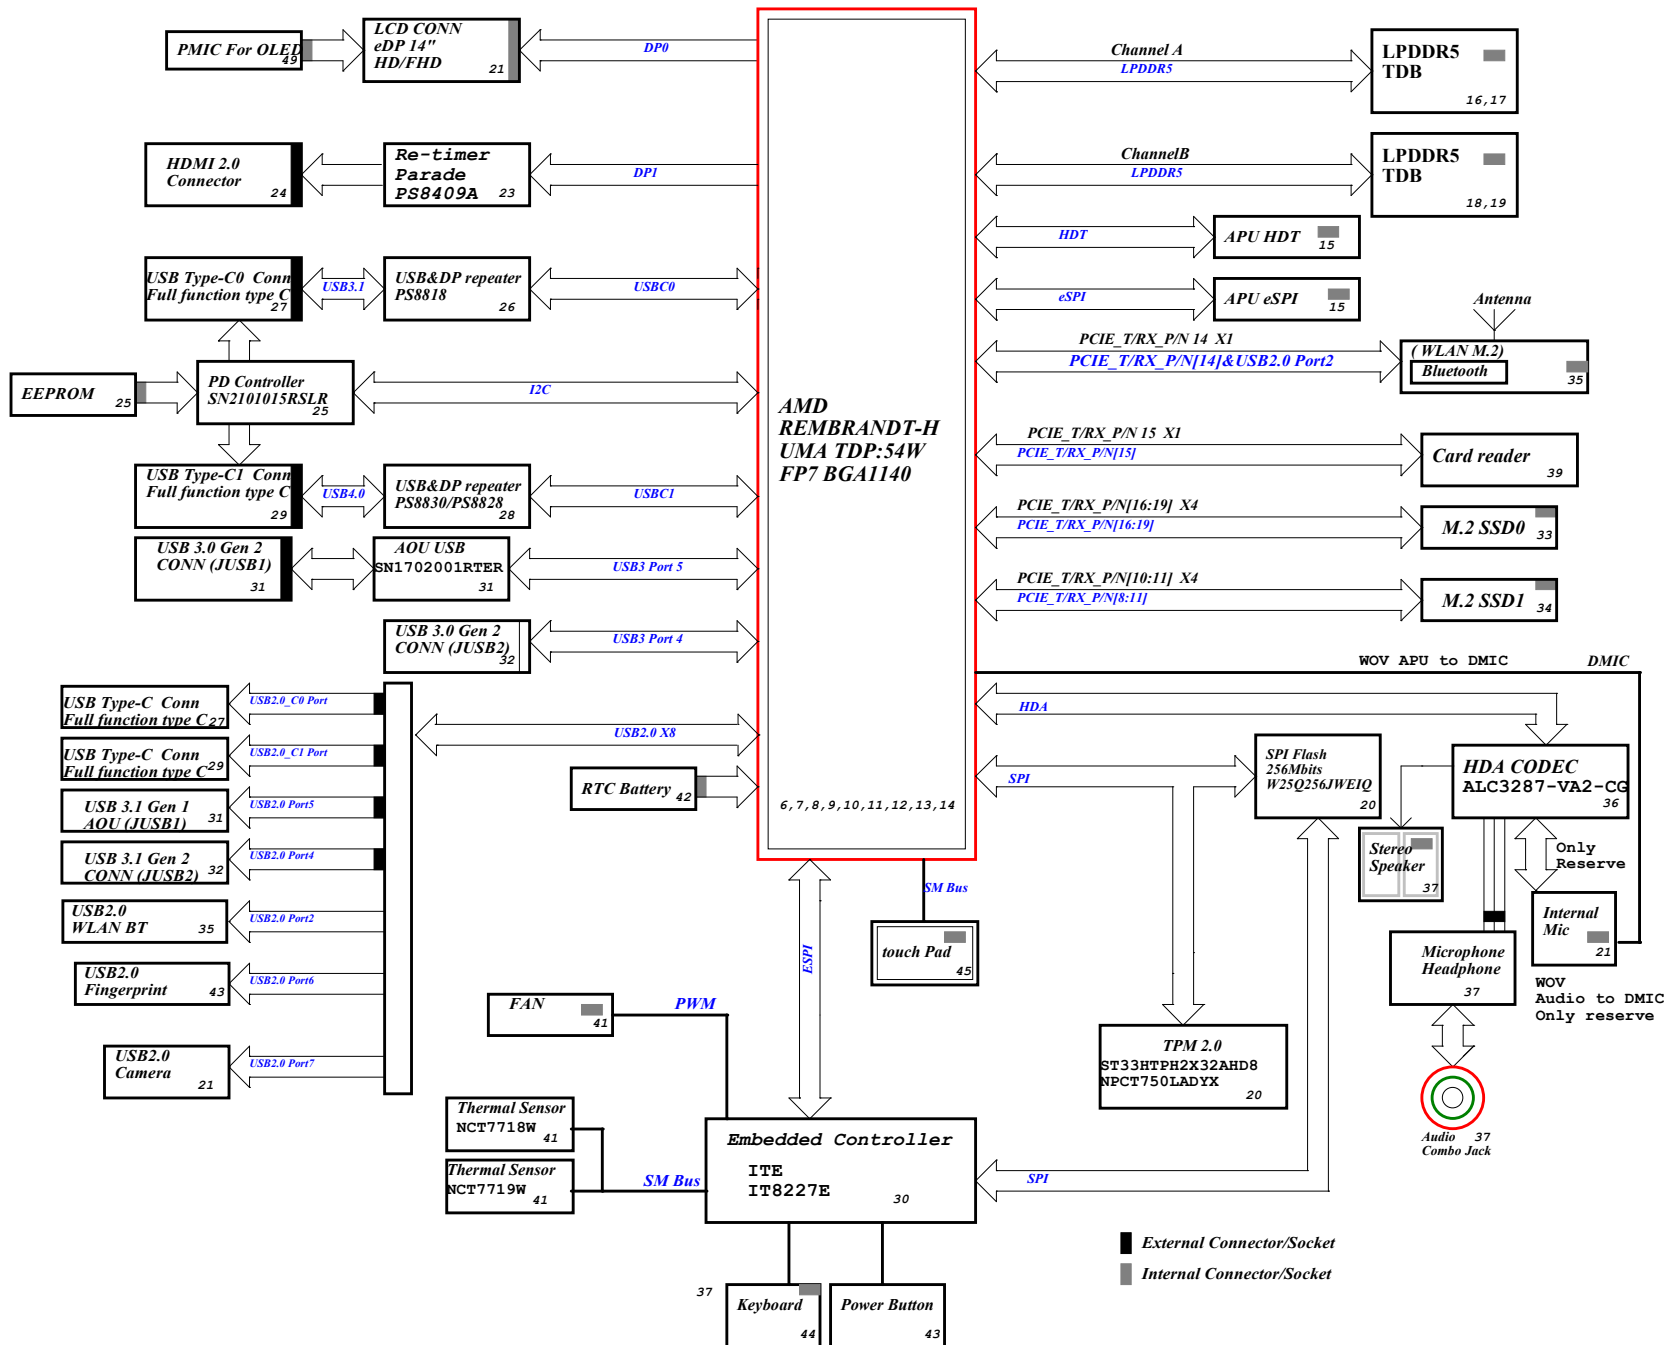 PMIC For OLED
49
LCD CONN
eDP 14"
HD/FHD
21
DP0
HDMI 2.0
Connector
24
Re-timer
Parade
PS8409A
23
DP1
USB Type-C0 Conn
Full function type C
27
USB3.1
USB&DP repeater
PS8818
26
USBC0
EEPROM
25
PD Controller
SN2101015RSLR
25
I2C
USB Type-C1 Conn
Full function type C
29
USB4.0
USB&DP repeater
PS8830/PS8828
28
USBC1
USB 3.0 Gen 2
CONN (JUSB1)
31
AOU USB
SN1702001RTER
31
USB3 Port 5
USB 3.0 Gen 2
CONN (JUSB2)
32
USB3 Port 4
USB Type-C Conn
Full function type C
27
USB2.0_C0 Port
USB Type-C Conn
Full function type C
29
USB2.0_C1 Port
USB 3.1 Gen 1
AOU (JUSB1)
31
USB2.0 Port5
USB 3.1 Gen 2
CONN (JUSB2)
32
USB2.0 Port4
USB2.0
WLAN BT
35
USB2.0 Port2
USB2.0
Fingerprint
43
USB2.0 Port6
USB2.0
Camera
21
USB2.0 Port7
USB2.0 X8
RTC Battery
42
AMD
REMBRANDT-H
UMA TDP:54W
FP7 BGA1140
6,7,8,9,10,11,12,13,14
Channel A
LPDDR5
LPDDR5
TDB
16,17
ChannelB
LPDDR5
LPDDR5
TDB
18,19
HDT
APU HDT
15
eSPI
APU eSPI
15
Antenna
PCIE_T/RX_P/N 14 X1
PCIE_T/RX_P/N[14]&USB2.0 Port2
( WLAN M.2)
Bluetooth
35
PCIE_T/RX_P/N 15 X1
PCIE_T/RX_P/N[15]
Card reader
39
PCIE_T/RX_P/N[16:19] X4
PCIE_T/RX_P/N[16:19]
M.2 SSD0
33
PCIE_T/RX_P/N[10:11] X4
PCIE_T/RX_P/N[8:11]
M.2 SSD1
34
WOV APU to DMIC
DMIC
HDA
SPI
SPI Flash
256Mbits
W25Q256JWEIQ
20
HDA CODEC
ALC3287-VA2-CG
36
Stereo
Speaker
37
Only
Reserve
Internal
Mic
21
Microphone
Headphone
37
WOV
Audio to DMIC
Only reserve
Audio 37
Combo Jack
SM Bus
touch Pad
45
ESPI
FAN
41
PWM
TPM 2.0
ST33HTPH2X32AHD8
NPCT750LADYX
20
Thermal Sensor
NCT7718W
41
Thermal Sensor
NCT7719W
41
SM Bus
Embedded Controller
ITE
IT8227E
30
SPI
External Connector/Socket
Internal Connector/Socket
37
Keyboard
44
Power Button
43